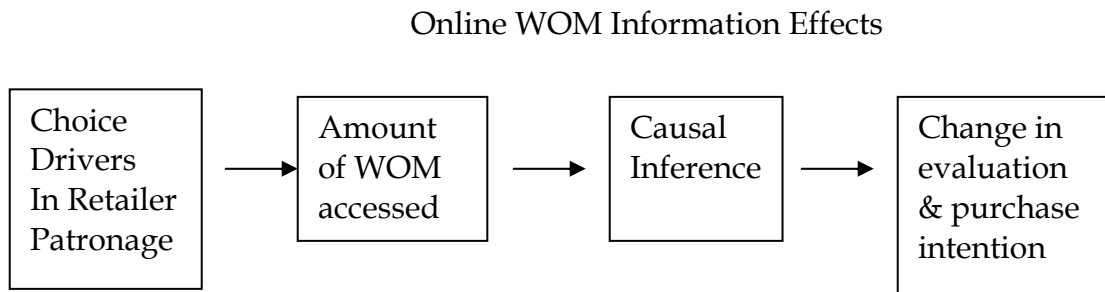 Online WOM Information Effects
Choice
Drivers
In Retailer
Patronage
Amount
of WOM
accessed
Causal
Inference
Change in
evaluation
& purchase
intention